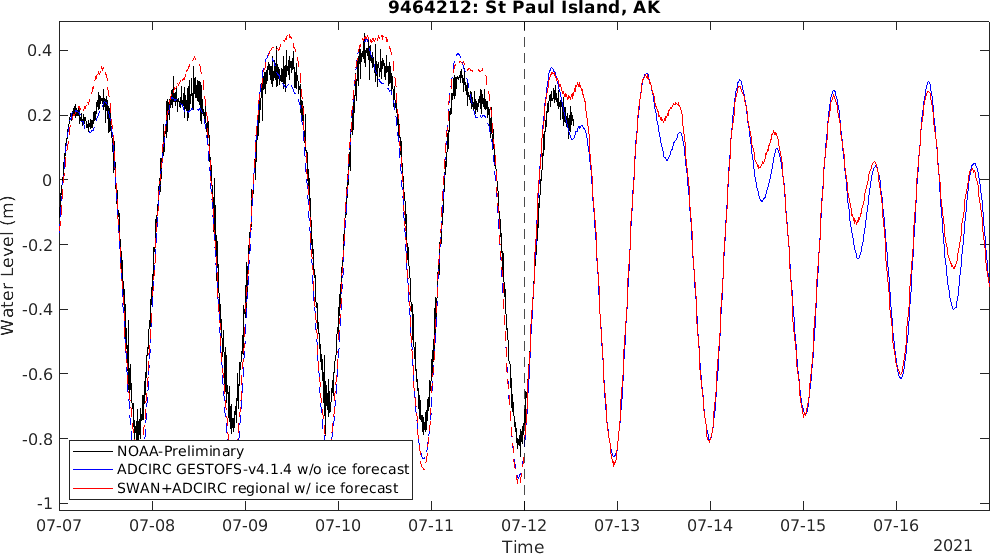 9464212: St Paul Island, AK
Water Level (m)
0.4
0.2
0
-0.2
-0.4
-0.6
-0.8
-1
NOAA-Preliminary
ADCIRC GESTOFS-v4.1.4 w/o ice forecast
SWAN+ADCIRC regional w/ ice forecast
07-07 07-08 07-09 07-10 07-11 07-12 07-13 07-14 07-15 07-16
Time
2021